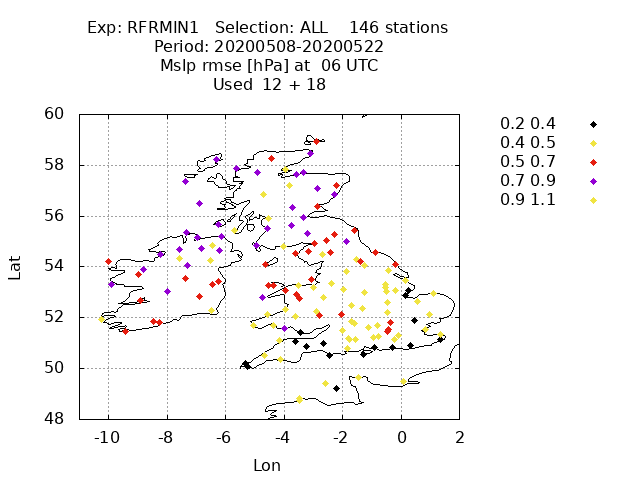 Exp: RFRMIN1 Selection: ALL 146 stations
Period: 20200508-20200522
Mslp rmse [hPa] at 06 UTC
Used 12 + 18
60
58
56
54
52
50
48
Lat
-10 -8 -6 -4 -2 0 2
Lon
0.2 0.4
0.4 0.5
0.5 0.7
0.7 0.9
0.9 1.1